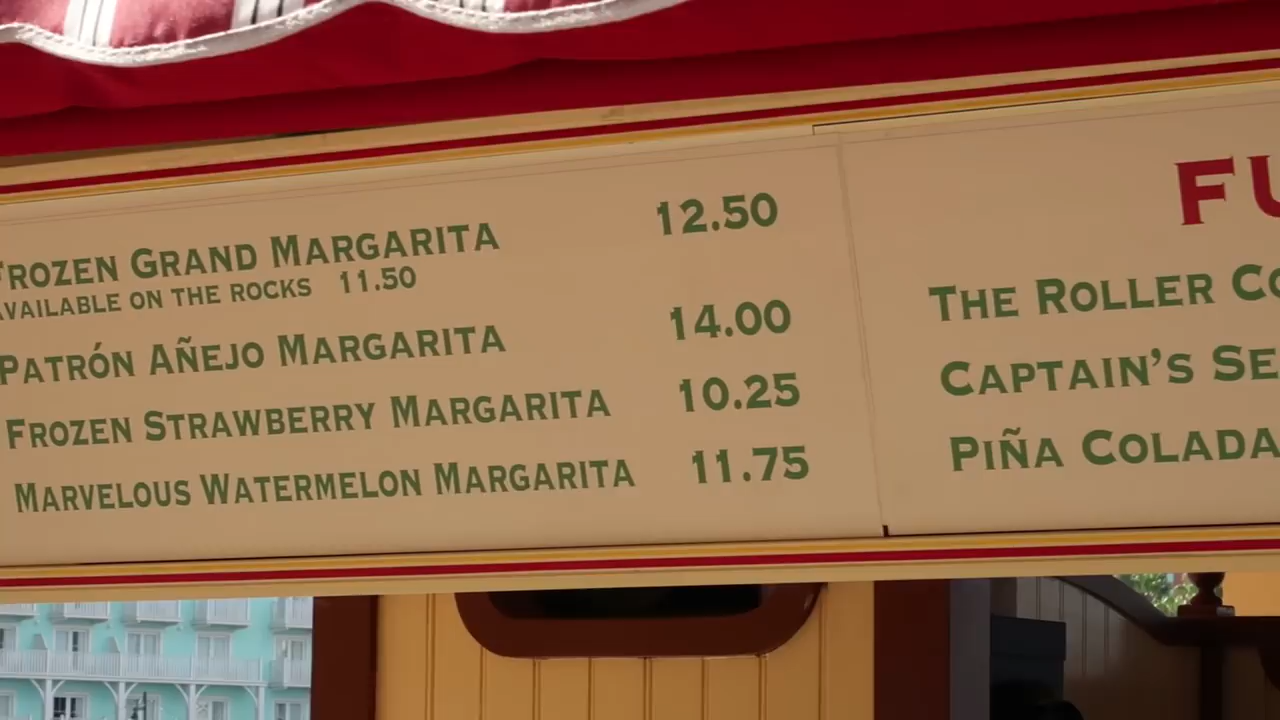 FROZEN GRAND MARGARITA 12.50
AVAILABLE ON THE ROCKS 11.50
PATRÓN AÑEJO MARGARITA 14.00
FROZEN STRAWBERRY MARGARITA 10.25
MARVELOUS WATERMELON MARGARITA 11.75
THE ROLLER
CAPTAIN'S
PIÑA COLADA